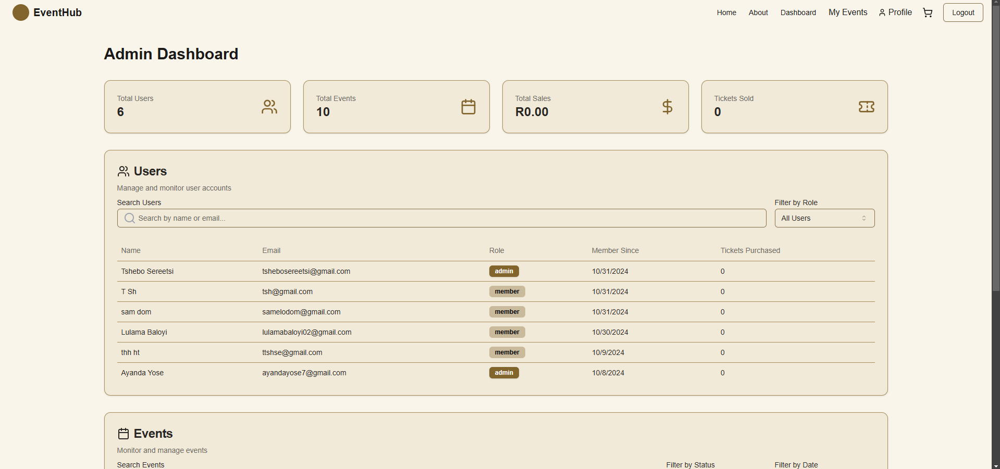 EventHub
Home About Dashboard My Events Profile Logout
Admin Dashboard
Total Users
6
Total Events
10
Total Sales
R0.00
Tickets Sold
0
Users
Manage and monitor user accounts
Search Users
Search by name or email...
Filter by Role
All Users
Name Email Role Member Since Tickets Purchased
Tshebo Sereetsi tshebosereetsi@gmail.com admin 10/31/2024 0
T Sh tsh@gmail.com member 10/31/2024 0
sam dom samelodom@gmail.com member 10/31/2024 0
Lulama Baloyi lulamabaloyi02@gmail.com member 10/30/2024 0
thh ht ttshse@gmail.com member 10/9/2024 0
Ayanda Yose ayandayose7@gmail.com admin 10/8/2024 0
Events
Monitor and manage events
Search Events Filter by Status Filter by Date